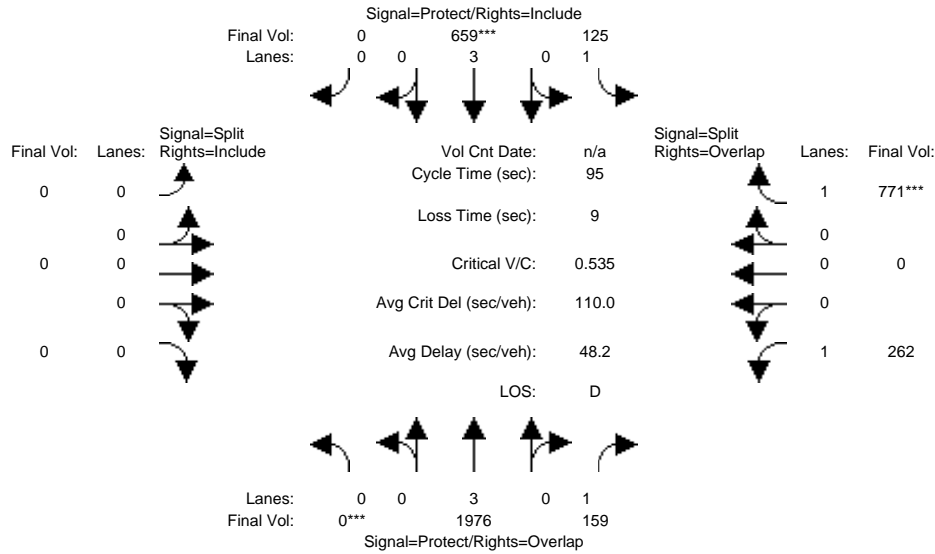 Signal=Protect/Rights=Include
Final Vol: 0 659*** 125
Lanes: 0 0 3 0 1
Signal=Split
Final Vol: Lanes: Rights=Include
Vol Cnt Date: n/a
Signal=Split
Rights=Overlap Lanes: Final Vol:
Cycle Time (sec): 95
0 0 1 771***
Loss Time (sec): 9
0 0
0 0 Critical V/C: 0.535 0 0
0 Avg Crit Del (sec/veh): 110.0 0
0 0 Avg Delay (sec/veh): 48.2 1 262
LOS: D
Lanes: 0 0 3 0 1
Final Vol: 0*** 1976 159
Signal=Protect/Rights=Overlap